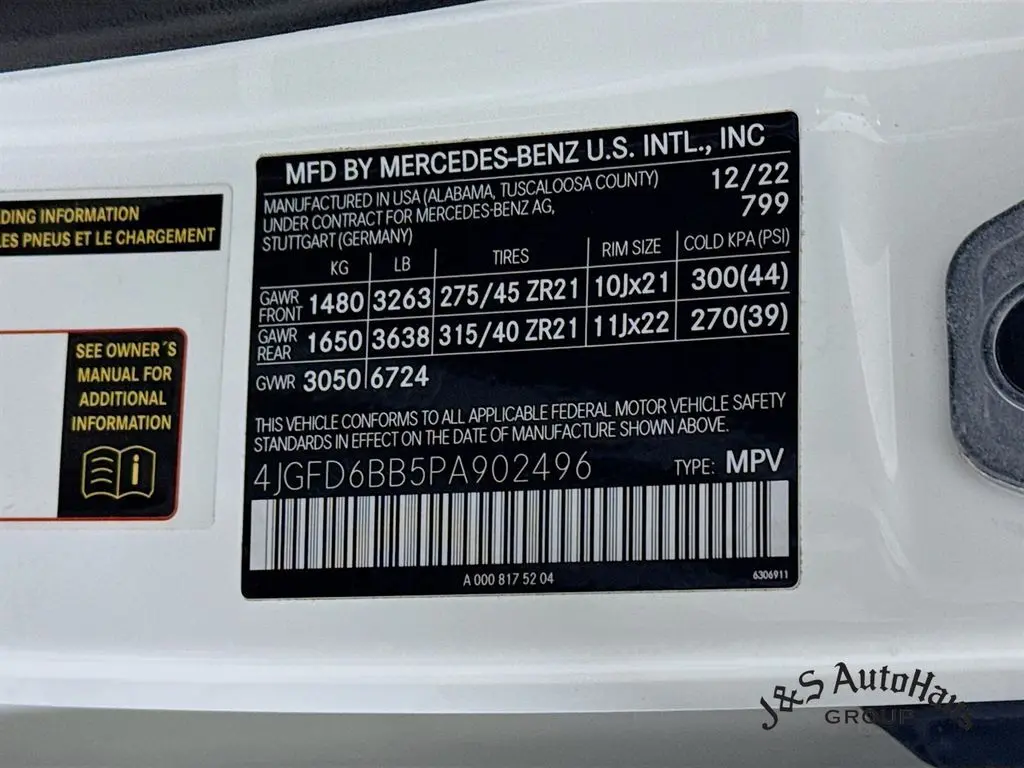 DING INFORMATION
ES PNEUS ET LE CHARGEMENT
SEE OWNER´S
MANUAL FOR
ADDITIONAL
INFORMATION
MFD BY MERCEDES-BENZ U.S. INTL., INC
MANUFACTURED IN USA (ALABAMA, TUSCALOOSA COUNTY) 12/22
UNDER CONTRACT FOR MERCEDES-BENZ AG, 799
STUTTGART (GERMANY)
KG LB TIRES RIM SIZE COLD KPA (PSI)
GAWR FRONT 1480 3263 275/45 ZR21 10Jx21 300(44)
GAWR REAR 1650 3638 315/40 ZR21 11Jx22 270(39)
GVWR 3050 6724
THIS VEHICLE CONFORMS TO ALL APPLICABLE FEDERAL MOTOR VEHICLE SAFETY
STANDARDS IN EFFECT ON THE DATE OF MANUFACTURE SHOWN ABOVE.
4JGFD6BB5PA902496 TYPE: MPV
A 000 817 52 04 6306911
J&S AutoHaus
GROUP